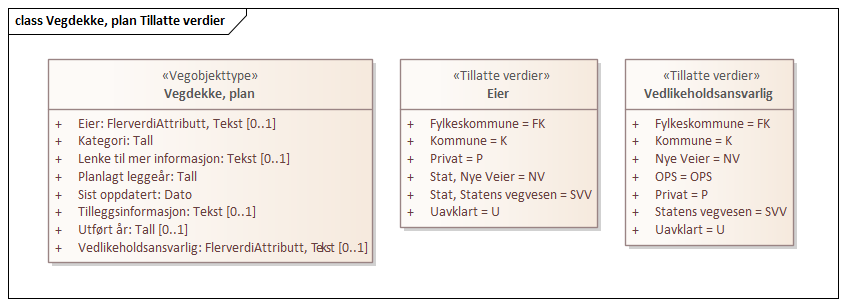 class Vegdekke, plan Tillatte verdier
«Vegobjekttype»
Vegdekke, plan
+ Eier: FlerverdiAttributt, Tekst [0..1]
+ Kategori: Tall
+ Lenke til mer informasjon: Tekst [0..1]
+ Planlagt leggeår: Tall
+ Sist oppdatert: Dato
+ Tilleggsinformasjon: Tekst [0..1]
+ Utført år: Tall [0..1]
+ Vedlikeholdsansvarlig: FlerverdiAttributt, Tekst [0..1]
«Tillatte verdier»
Eier
+ Fylkeskommune = FK
+ Kommune = K
+ Privat = P
+ Stat, Nye Veier = NV
+ Stat, Statens vegvesen = SVV
+ Uavklart = U
«Tillatte verdier»
Vedlikeholdsansvarlig
+ Fylkeskommune = FK
+ Kommune = K
+ Nye Veier = NV
+ OPS = OPS
+ Privat = P
+ Statens vegvesen = SVV
+ Uavklart = U